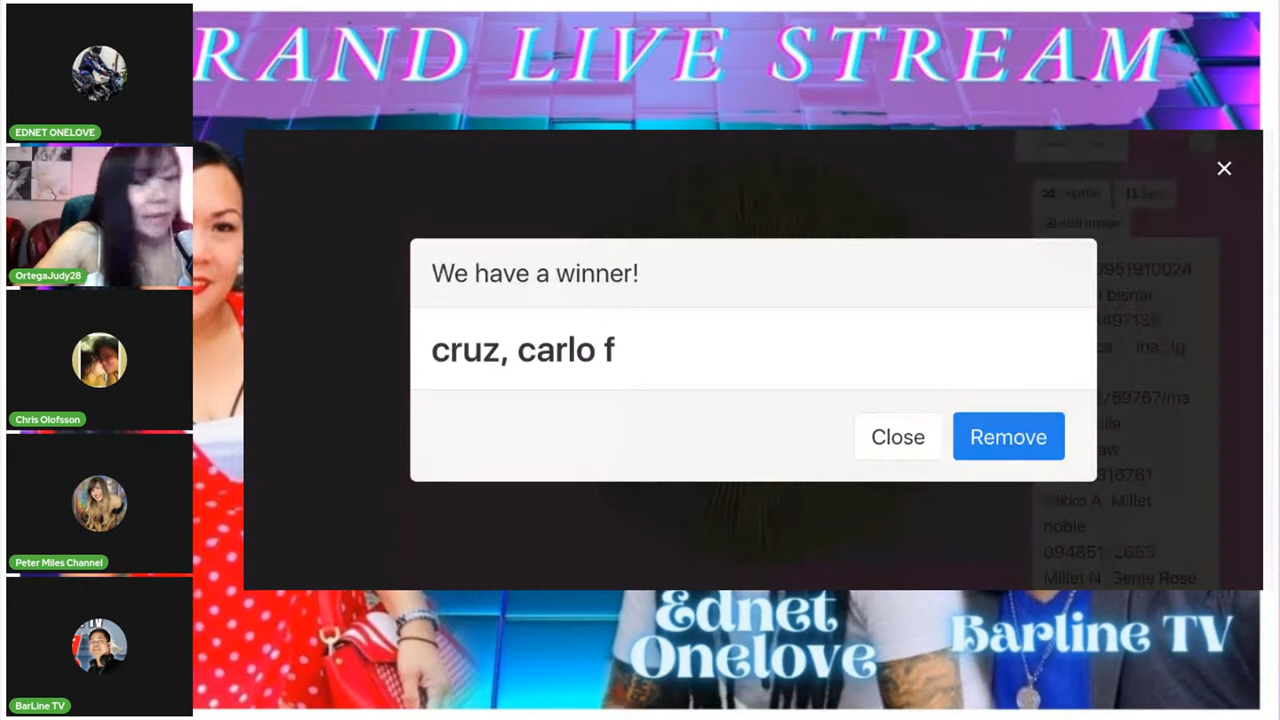 RAND LIVE STREAM
EDNET ONELOVE
OrtegaJudy28
Chris Olofsson
Peter Miles Channel
BarLine TV
We have a winner!
cruz, carlo f
Close
Remove
noble
Ednet
Onelove
Barline TV